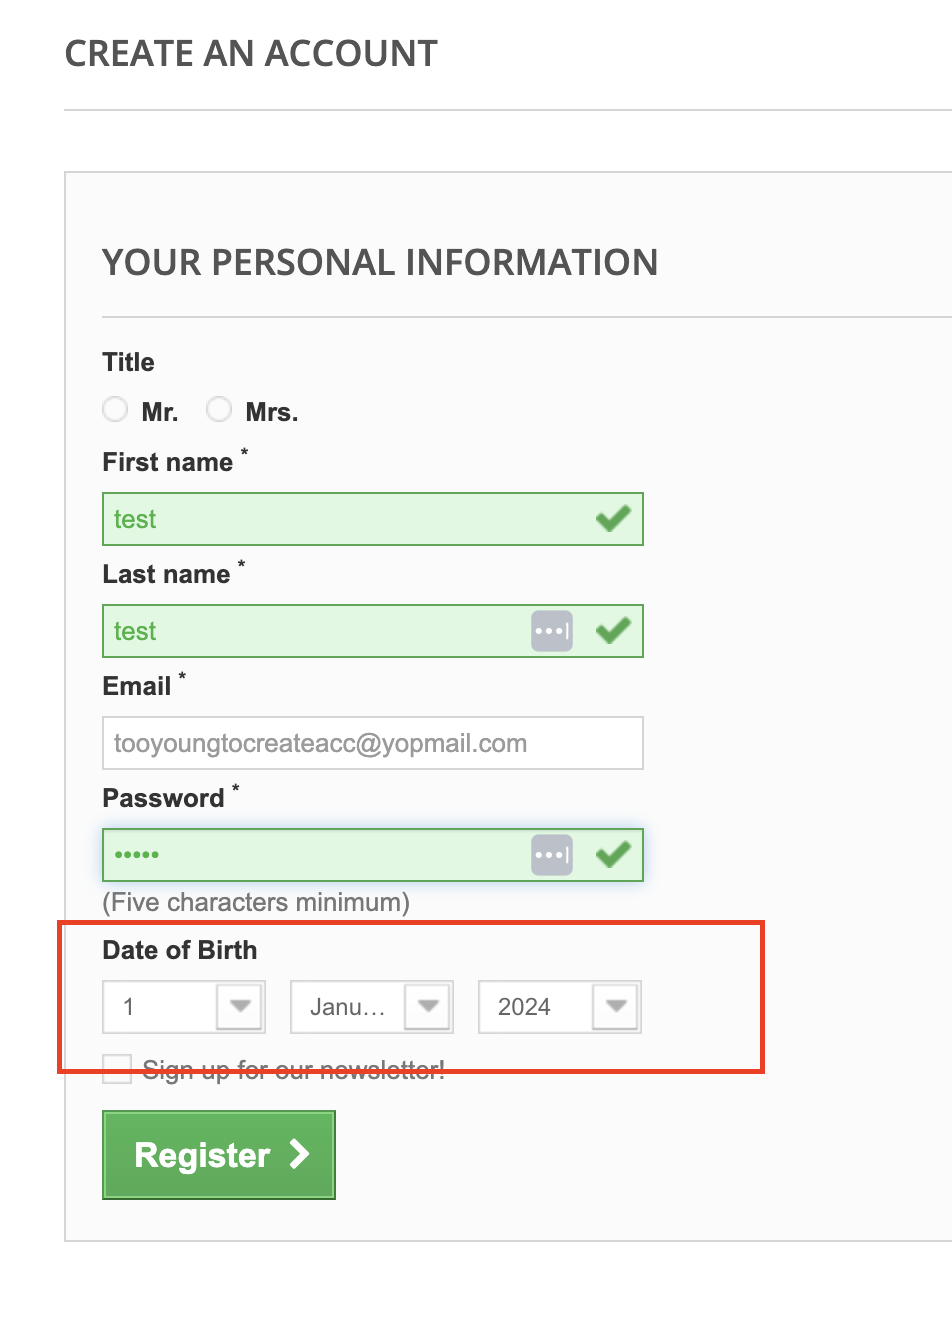 CREATE AN ACCOUNT
YOUR PERSONAL INFORMATION
Title
Mr. Mrs.
First name *
test
Last name *
test
Email *
tooyoungtocreateacc@yopmail.com
Password *
•••••
(Five characters minimum)
Date of Birth
1 Janu... 2024
Sign up for our newsletter!
Register